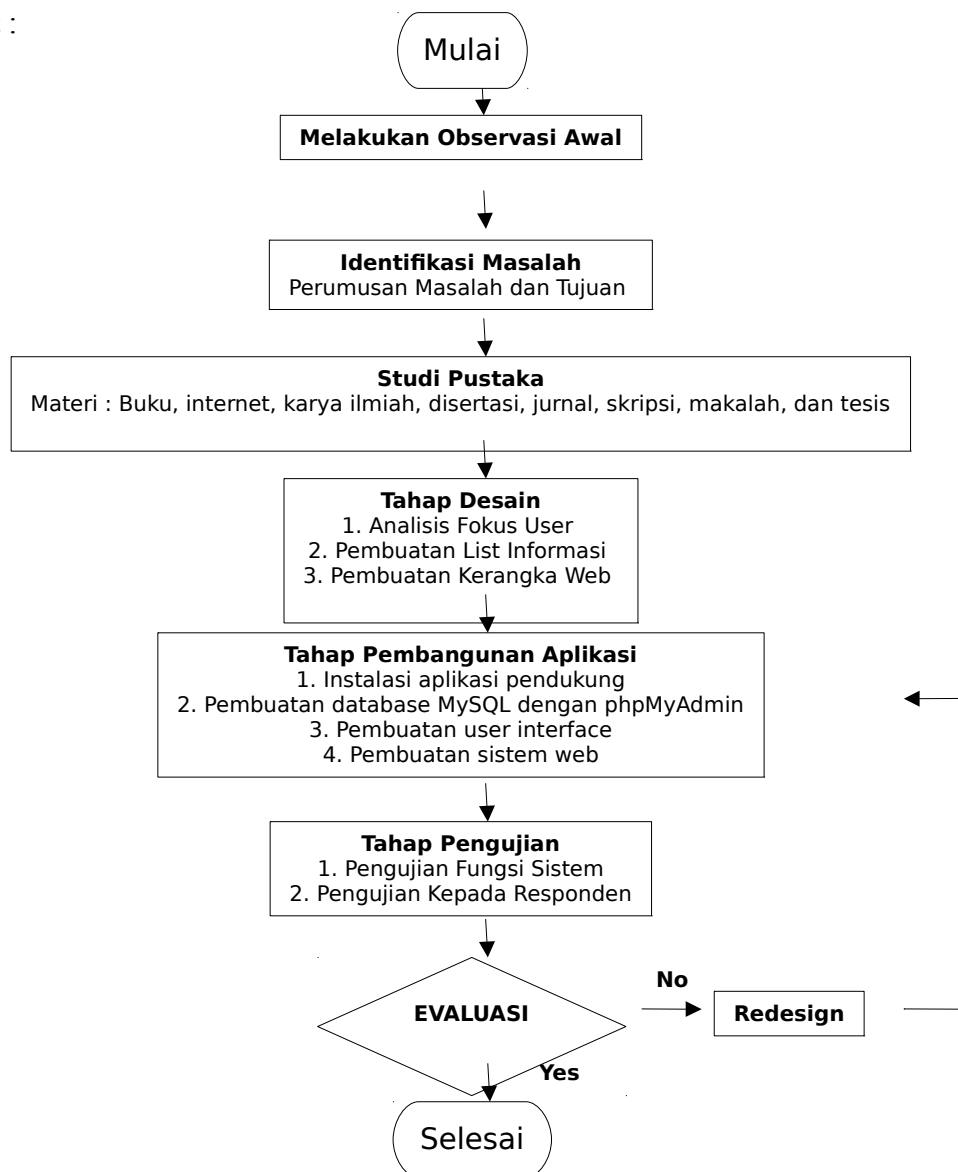 :
Mulai
Melakukan Observasi Awal
Identifikasi Masalah
Perumusan Masalah dan Tujuan
Studi Pustaka
Materi : Buku, internet, karya ilmiah, disertasi, jurnal, skripsi, makalah, dan tesis
Tahap Desain
1. Analisis Fokus User
2. Pembuatan List Informasi
3. Pembuatan Kerangka Web
Tahap Pembangunan Aplikasi
1. Instalasi aplikasi pendukung
2. Pembuatan database MySQL dengan phpMyAdmin
3. Pembuatan user interface
4. Pembuatan sistem web
Tahap Pengujian
1. Pengujian Fungsi Sistem
2. Pengujian Kepada Responden
EVALUASI
No
Redesign
Yes
Selesai